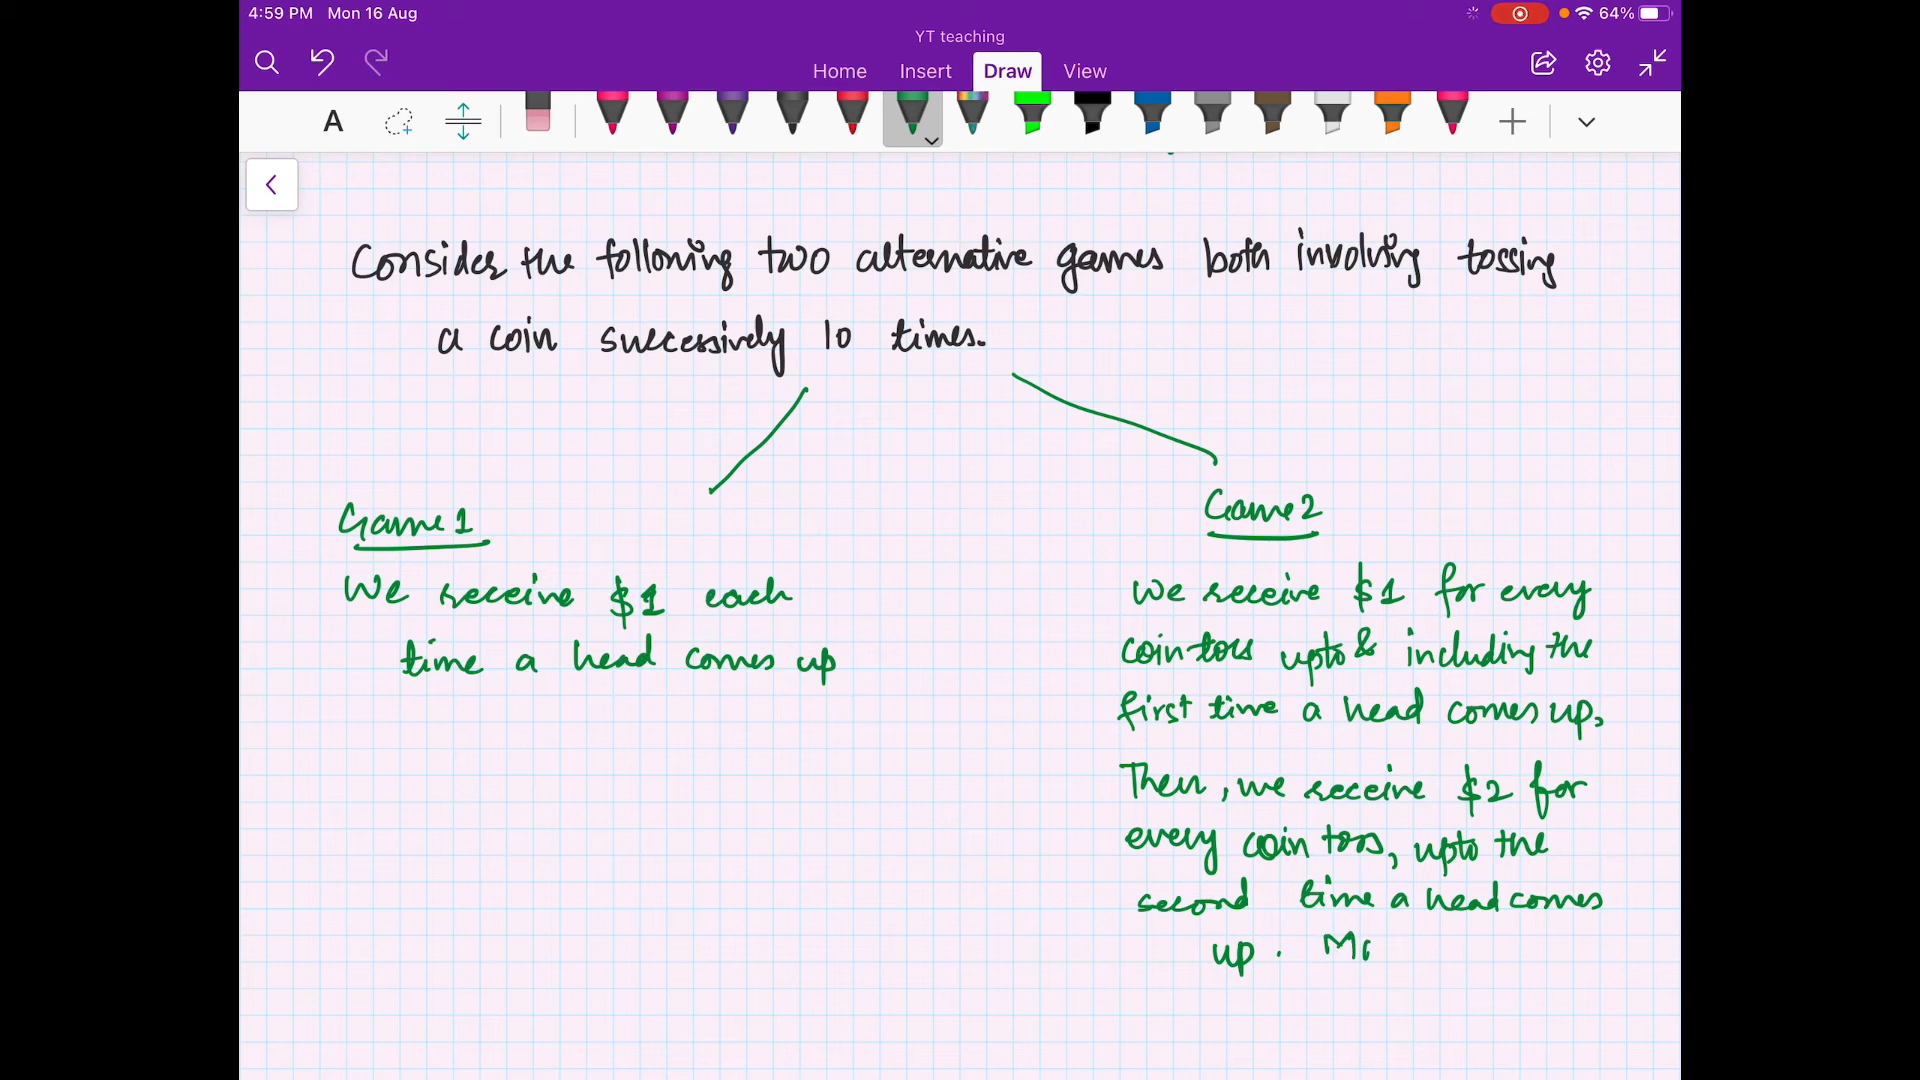 4:59 PM Mon 16 Aug
64%
YT teaching
Home Insert Draw View
A
Consider the following two alternative games both involving tossing
a coin successively 10 times.
Game 1
We receive $1 each
time a head comes up
Game 2
We receive $1 for every
coin toss upto & including the
first time a head comes up,
Then, we receive $2 for
every coin toss, upto the
second time a head comes
up. Mo